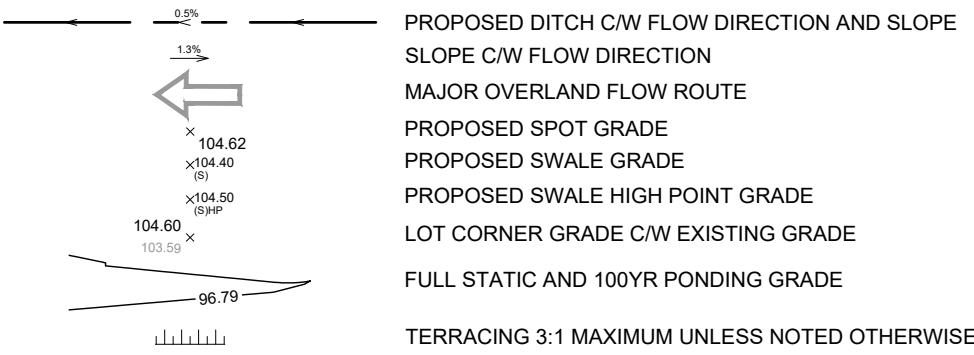 0.5%
PROPOSED DITCH C/W FLOW DIRECTION AND SLOPE
1.3%
SLOPE C/W FLOW DIRECTION
MAJOR OVERLAND FLOW ROUTE
104.62
PROPOSED SPOT GRADE
104.40
(S)
PROPOSED SWALE GRADE
104.50
(S)HP
PROPOSED SWALE HIGH POINT GRADE
104.60
103.59
LOT CORNER GRADE C/W EXISTING GRADE
96.79
FULL STATIC AND 100YR PONDING GRADE
TERRACING 3:1 MAXIMUM UNLESS NOTED OTHERWISE